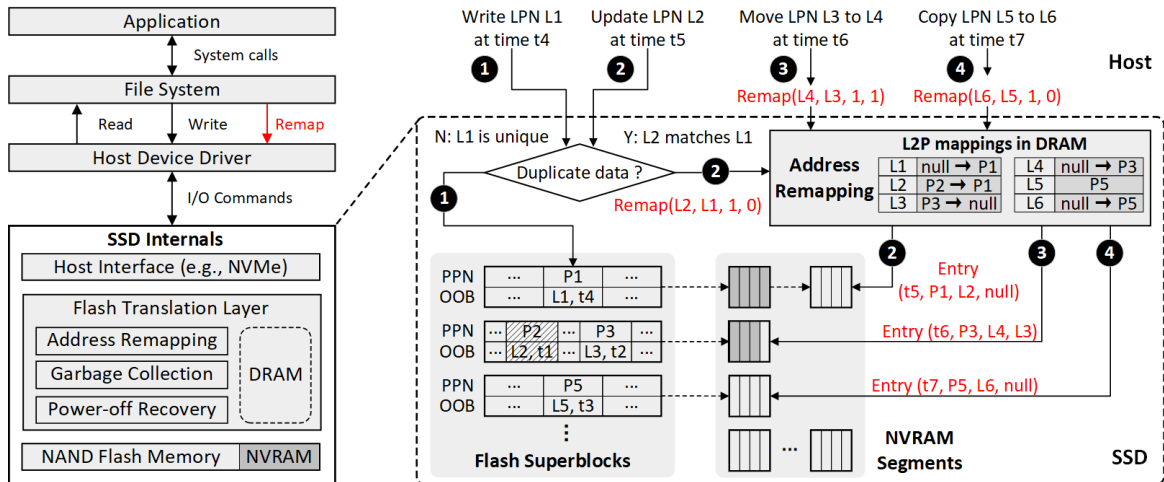 Application
System calls
File System
Read
Write
Remap
Host Device Driver
I/O Commands
SSD Internals
Host Interface (e.g., NVMe)
Flash Translation Layer
Address Remapping
Garbage Collection
Power-off Recovery
DRAM
NAND Flash Memory
NVRAM
Write LPN L1
at time t4
1
Update LPN L2
at time t5
2
Move LPN L3 to L4
at time t6
3
Copy LPN L5 to L6
at time t7
4
Host
Remap(L4, L3, 1, 1)
Remap(L6, L5, 1, 0)
N: L1 is unique
Y: L2 matches L1
Duplicate data ?
1
2
Remap(L2, L1, 1, 0)
Address
Remapping
L2P mappings in DRAM
L1 null → P1
L2 P2 → P1
L3 P3 → null
L4 null → P3
L5 P5
L6 null → P5
2
3
4
PPN ... P1 ...
OOB ... L1, t4 ...
PPN ... P2 ... P3 ...
OOB ... L2, t1 ... L3, t2 ...
PPN ... P5 ...
OOB ... L5, t3 ...
...
Flash Superblocks
Entry
(t5, P1, L2, null)
Entry (t6, P3, L4, L3)
Entry (t7, P5, L6, null)
...
NVRAM
Segments
SSD